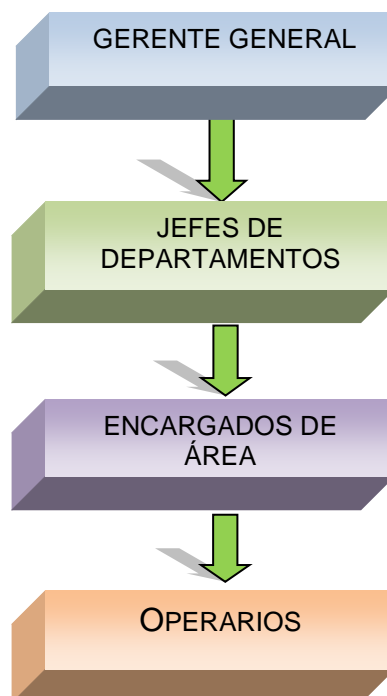 GERENTE GENERAL
JEFES DE
DEPARTAMENTOS
ENCARGADOS DE
ÁREA
OPERARIOS